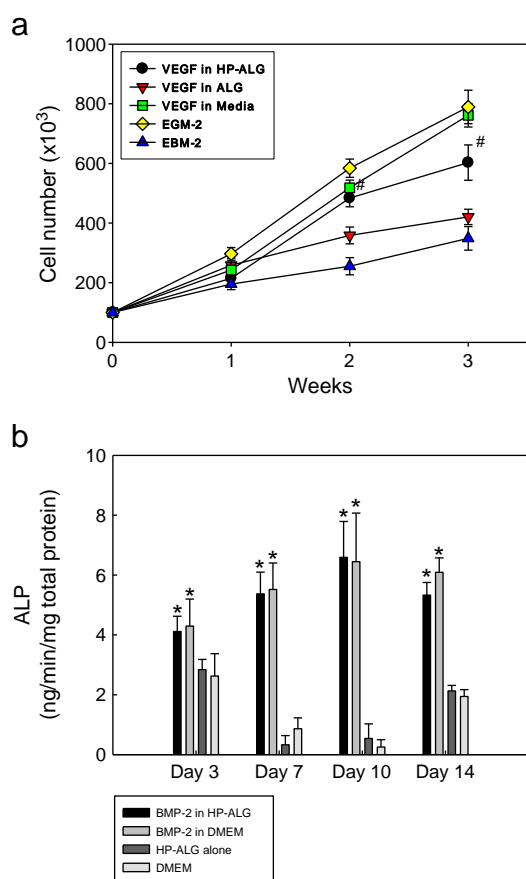 a
1000
800
600
400
200
0
Cell number (x10³)
VEGF in HP-ALG
VEGF in ALG
VEGF in Media
EGM-2
EBM-2
#
#
0 1 2 3
Weeks
b
10
8
6
4
2
0
ALP
(ng/min/mg total protein)
* * * * * * * *
Day 3 Day 7 Day 10 Day 14
BMP-2 in HP-ALG
BMP-2 in DMEM
HP-ALG alone
DMEM